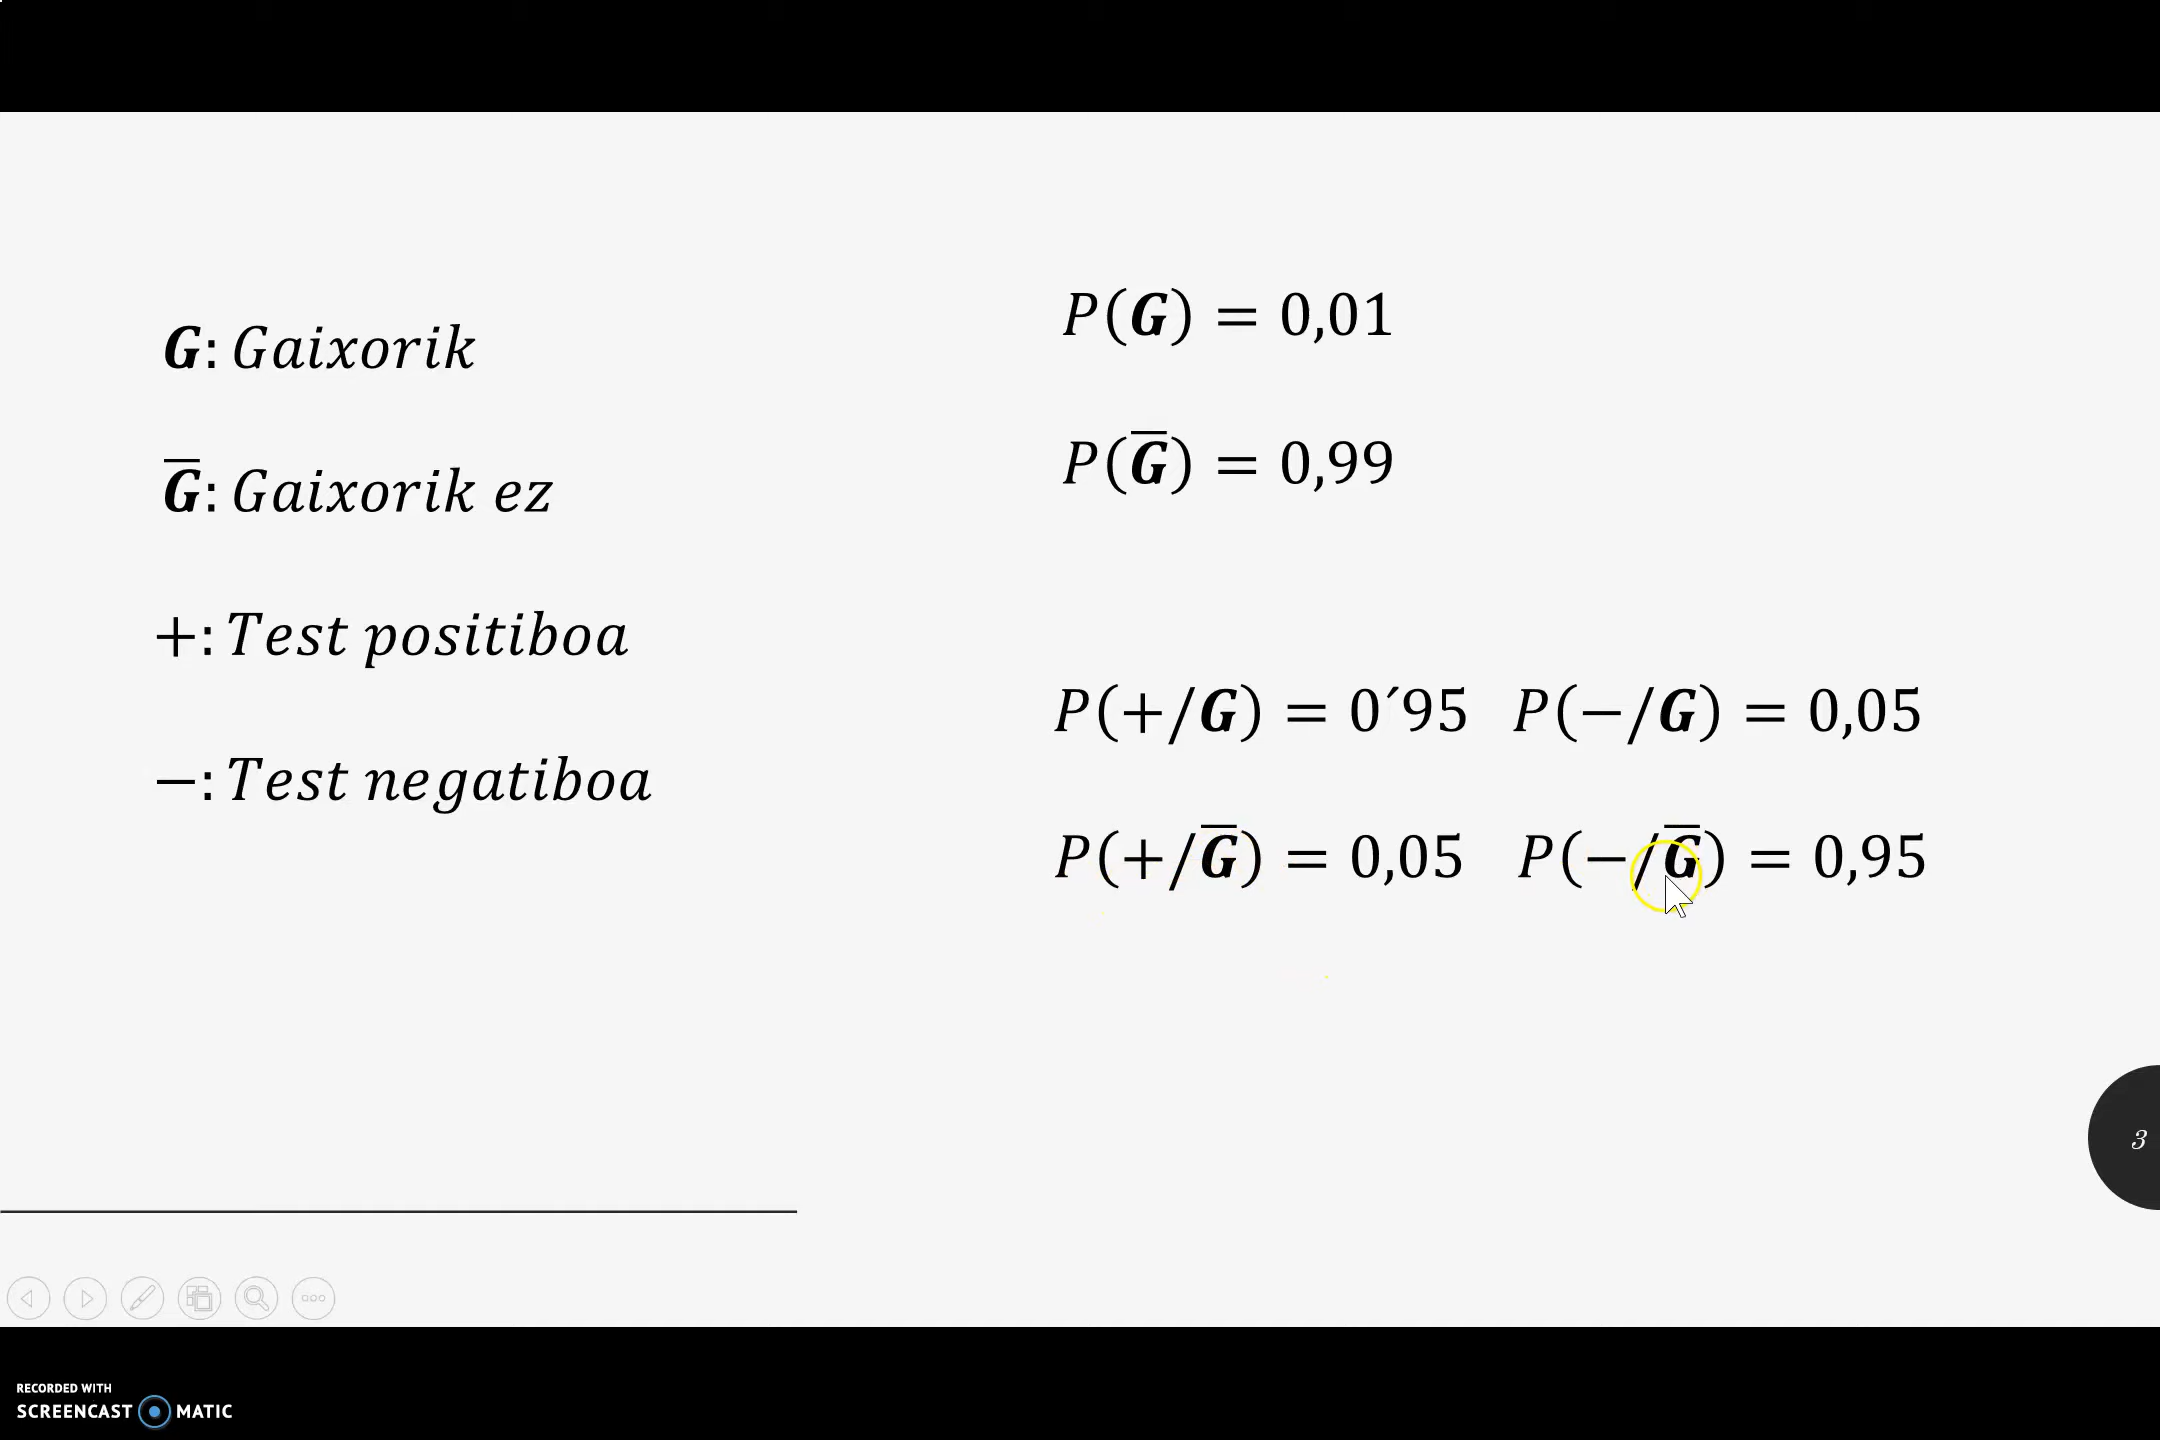 G: Gaixorik
G̅: Gaixorik ez
+: Test positiboa
−: Test negatiboa
P(G) = 0,01
P(G̅) = 0,99
P(+/G) = 0´95 P(−/G) = 0,05
P(+/G̅) = 0,05 P(−/G̅) = 0,95
3
RECORDED WITH
SCREENCAST MATIC